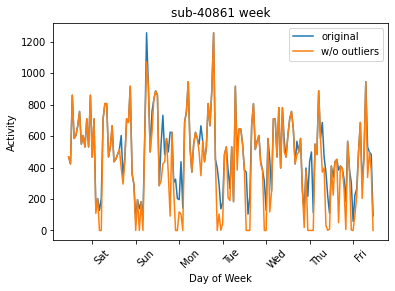 sub-40861 week
original
w/o outliers
Activity
1200
1000
800
600
400
200
0
Sat
Sun
Mon
Tue
Wed
Thu
Fri
Day of Week